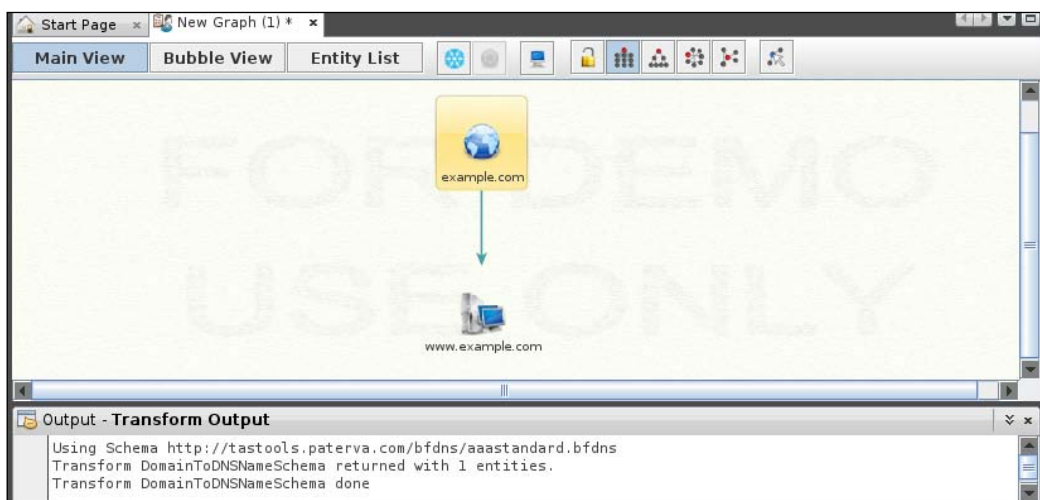 Start Page
New Graph (1) *
Main View
Bubble View
Entity List
FOR DEMO
USE ONLY
example.com
www.example.com
Output - Transform Output
Using Schema http://tastools.paterva.com/bfdns/aaastandard.bfdns
Transform DomainToDNSNameSchema returned with 1 entities.
Transform DomainToDNSNameSchema done